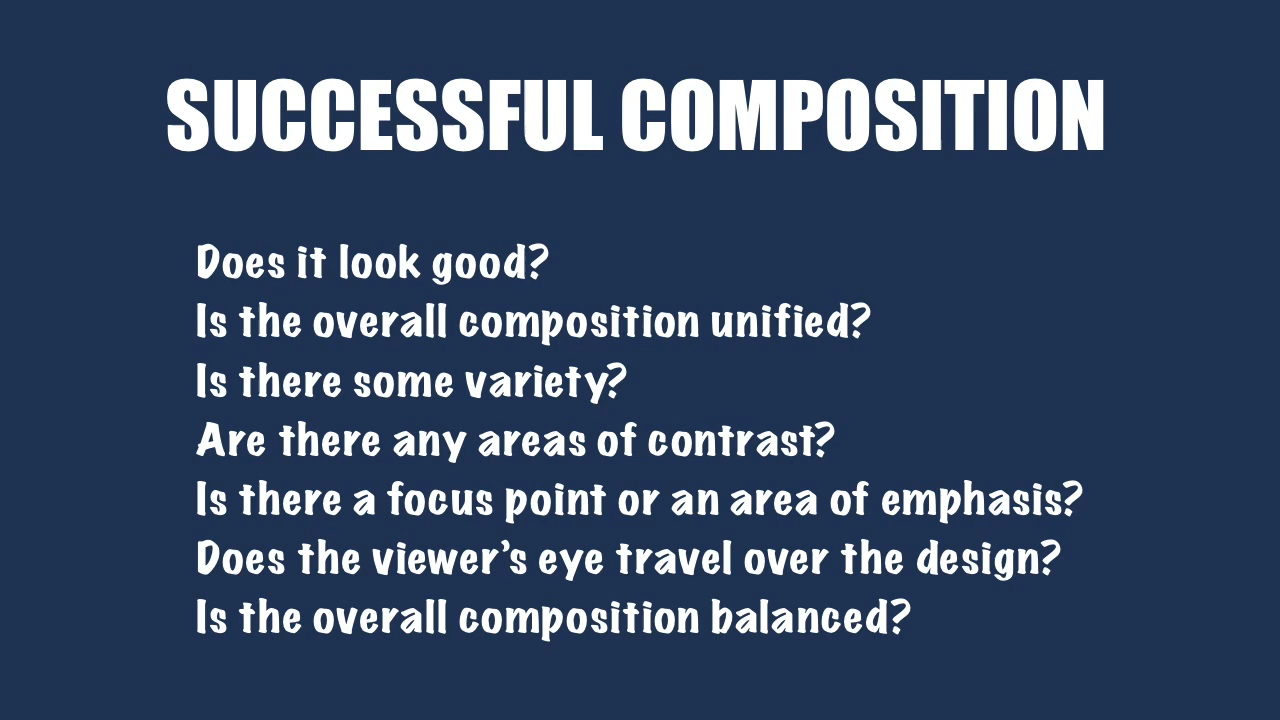 SUCCESSFUL COMPOSITION
Does it look good?
Is the overall composition unified?
Is there some variety?
Are there any areas of contrast?
Is there a focus point or an area of emphasis?
Does the viewer’s eye travel over the design?
Is the overall composition balanced?